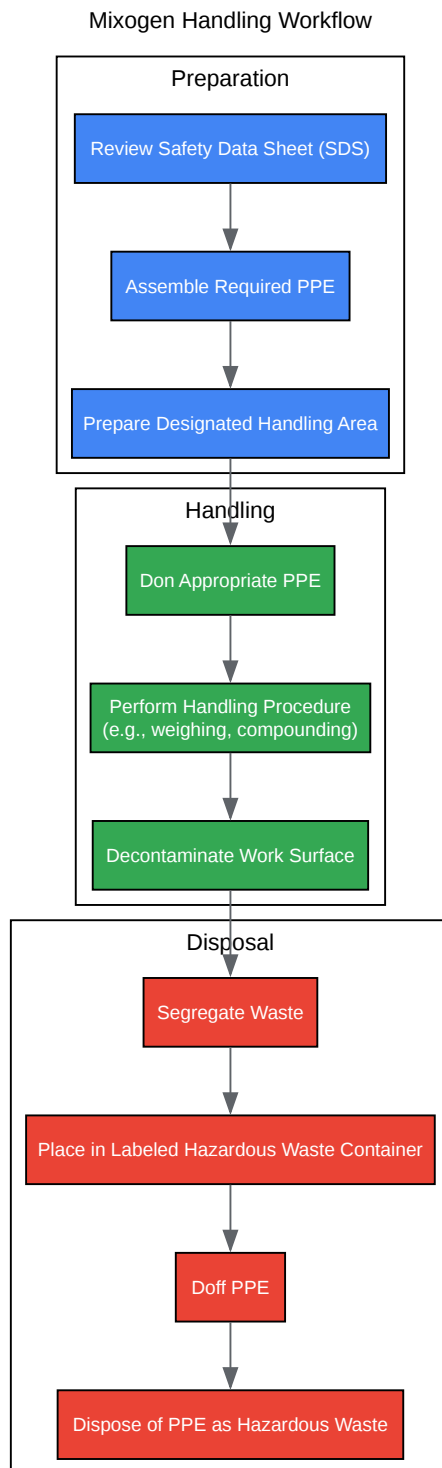 Mixogen Handling Workflow
Preparation
Review Safety Data Sheet (SDS)
Assemble Required PPE
Prepare Designated Handling Area
Handling
Don Appropriate PPE
Perform Handling Procedure
(e.g., weighing, compounding)
Decontaminate Work Surface
Disposal
Segregate Waste
Place in Labeled Hazardous Waste Container
Doff PPE
Dispose of PPE as Hazardous Waste